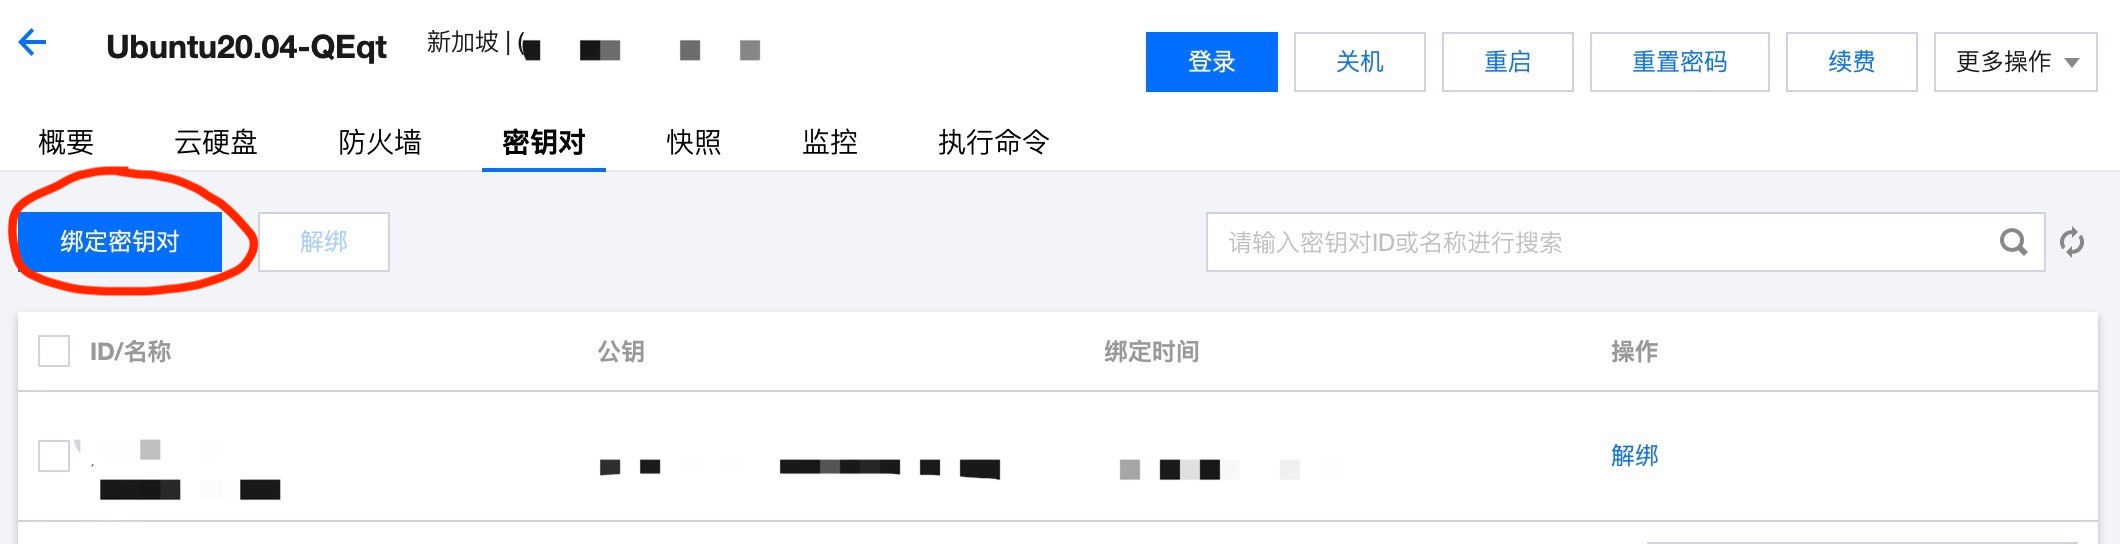 Ubuntu20.04-QEqt 新加坡 | (
登录 关机 重启 重置密码 续费 更多操作
概要 云硬盘 防火墙 密钥对 快照 监控 执行命令
绑定密钥对 解绑 请输入密钥对ID或名称进行搜索
ID/名称 公钥 绑定时间 操作
解绑